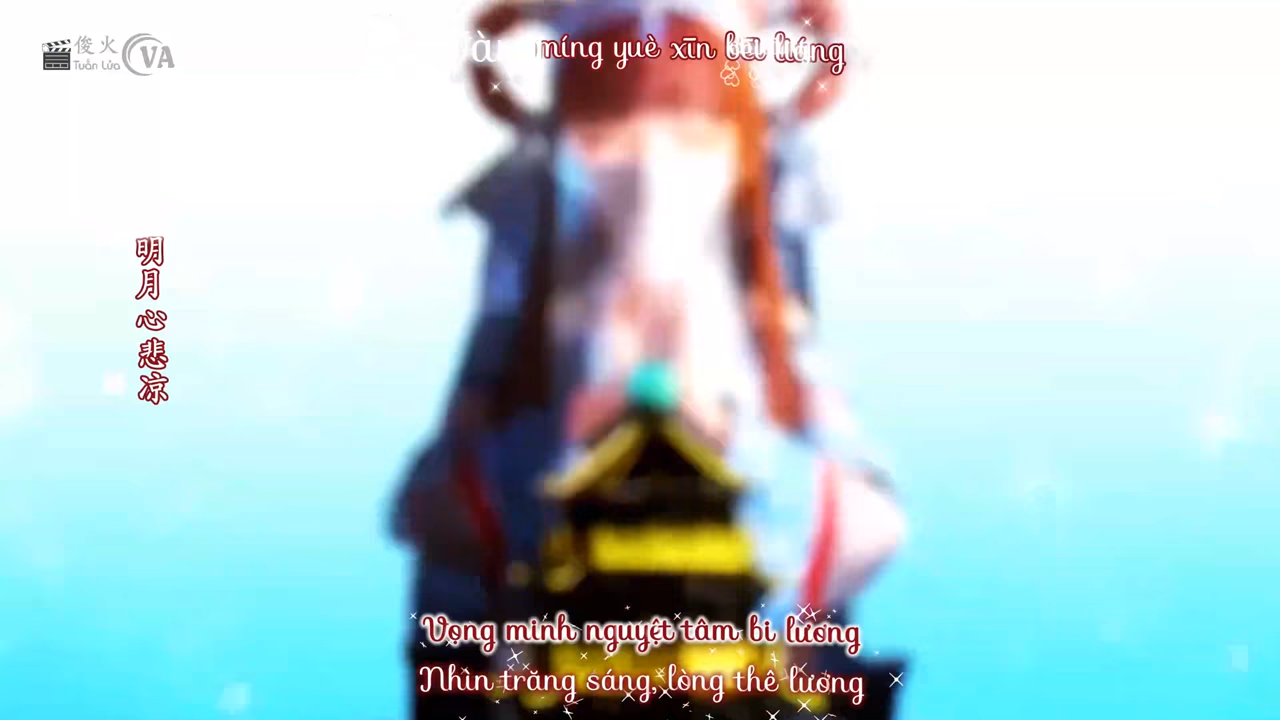 俊火
Tuấn Lửa
VA
míng yuè xīn bēi liáng
明月心悲凉
Vọng minh nguyệt tâm bi lương
Nhìn trăng sáng, lòng thê lương